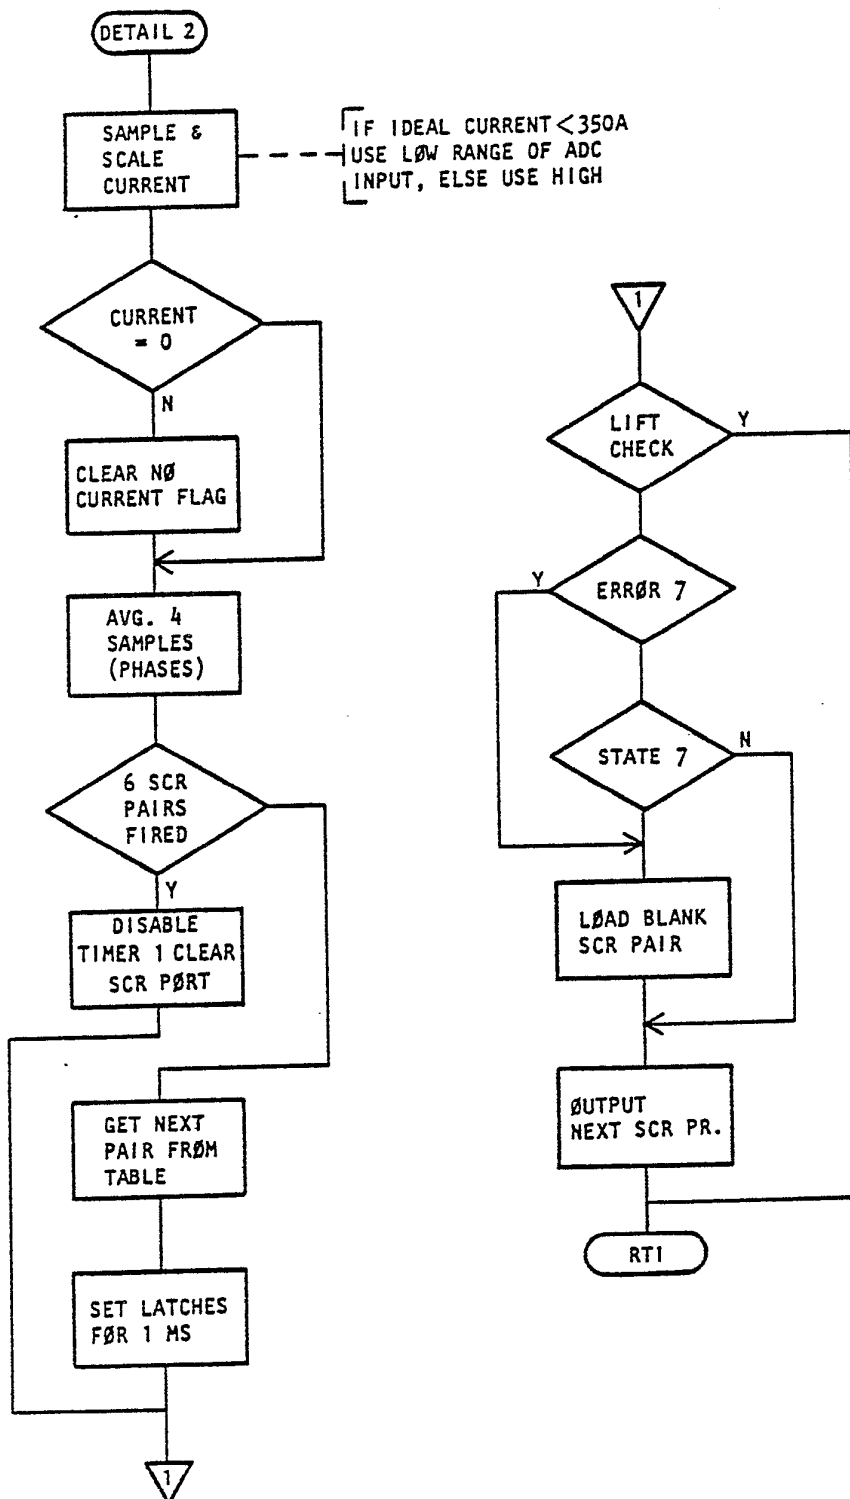 DETAIL 2
SAMPLE &
SCALE
CURRENT
IF IDEAL CURRENT <350A
USE LØW RANGE OF ADC
INPUT, ELSE USE HIGH
CURRENT
= 0
N
CLEAR NØ
CURRENT FLAG
AVG. 4
SAMPLES
(PHASES)
6 SCR
PAIRS
FIRED
Y
DISABLE
TIMER 1 CLEAR
SCR PØRT
GET NEXT
PAIR FRØM
TABLE
SET LATCHES
FØR 1 MS
1
1
LIFT
CHECK
Y
ERRØR 7
Y
STATE 7
N
LØAD BLANK
SCR PAIR
ØUTPUT
NEXT SCR PR.
RTI